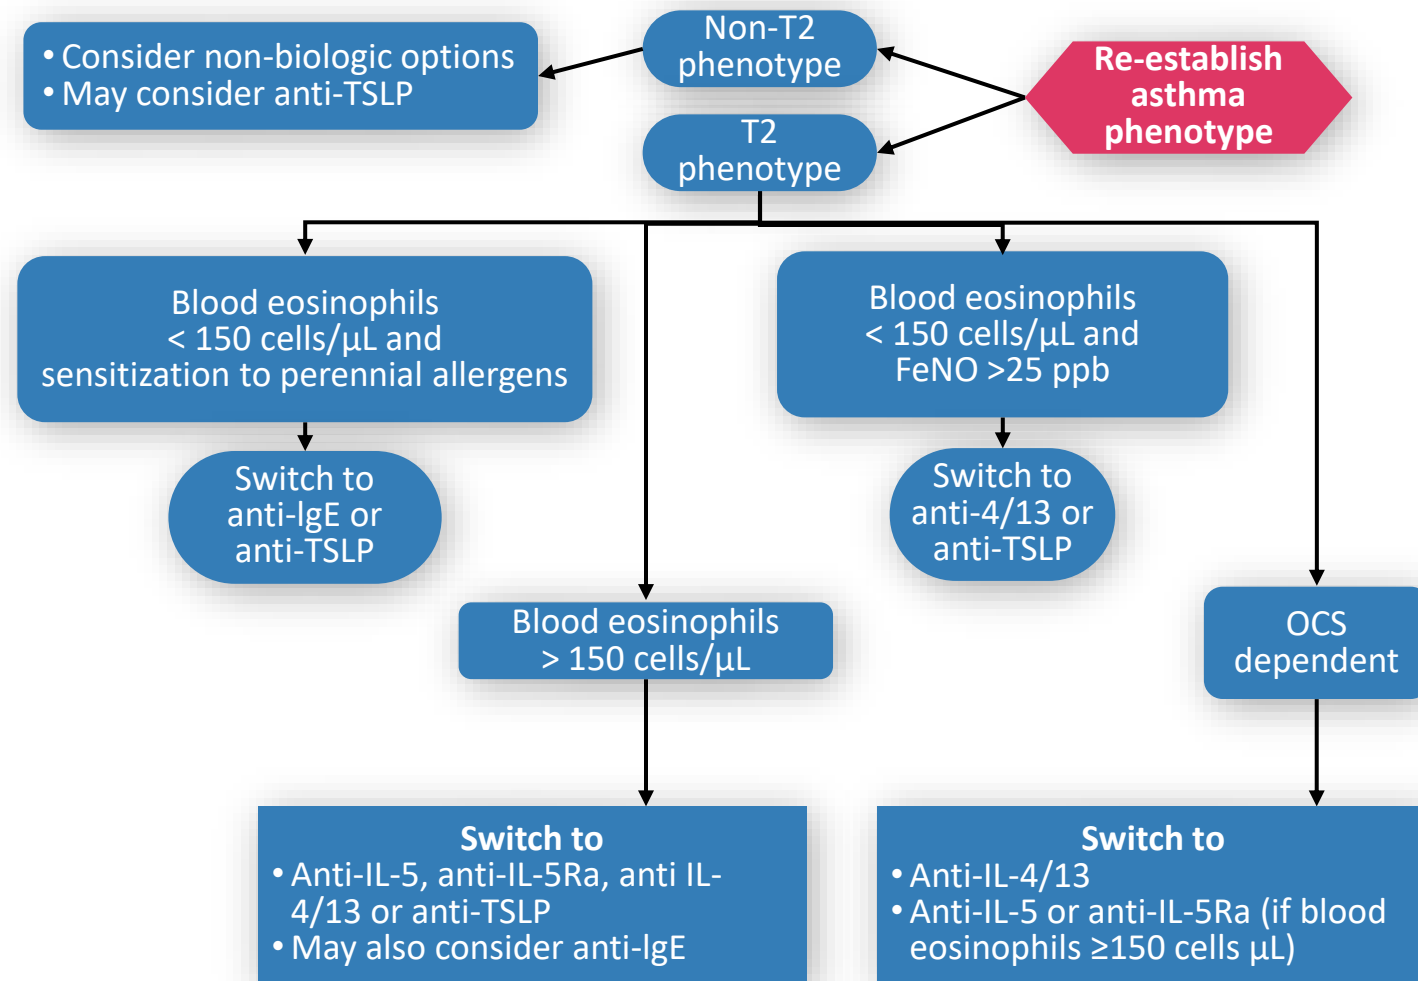 • Consider non-biologic options
• May consider anti-TSLP
Non-T2
phenotype
Re-establish
asthma
phenotype
T2
phenotype
Blood eosinophils
< 150 cells/µL and
sensitization to perennial allergens
Blood eosinophils
< 150 cells/µL and
FeNO >25 ppb
Switch to
anti-IgE or
anti-TSLP
Switch to
anti-4/13 or
anti-TSLP
Blood eosinophils
> 150 cells/µL
OCS
dependent
Switch to
• Anti-IL-5, anti-IL-5Ra, anti IL-
4/13 or anti-TSLP
• May also consider anti-IgE
Switch to
• Anti-IL-4/13
• Anti-IL-5 or anti-IL-5Ra (if blood
eosinophils ≥150 cells µL)